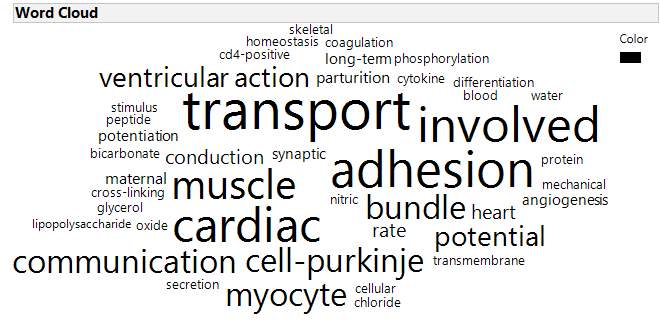 Word Cloud
Color
skeletal
homeostasis coagulation
cd4-positive long-term phosphorylation
ventricular action parturition cytokine differentiation
blood water
stimulus transport involved
peptide
potentiation
bicarbonate conduction synaptic adhesion protein
maternal muscle mechanical
cross-linking nitric bundle heart angiogenesis
glycerol
lipopolysaccharide oxide cardiac rate potential
communication cell-purkinje transmembrane
secretion myocyte cellular
chloride